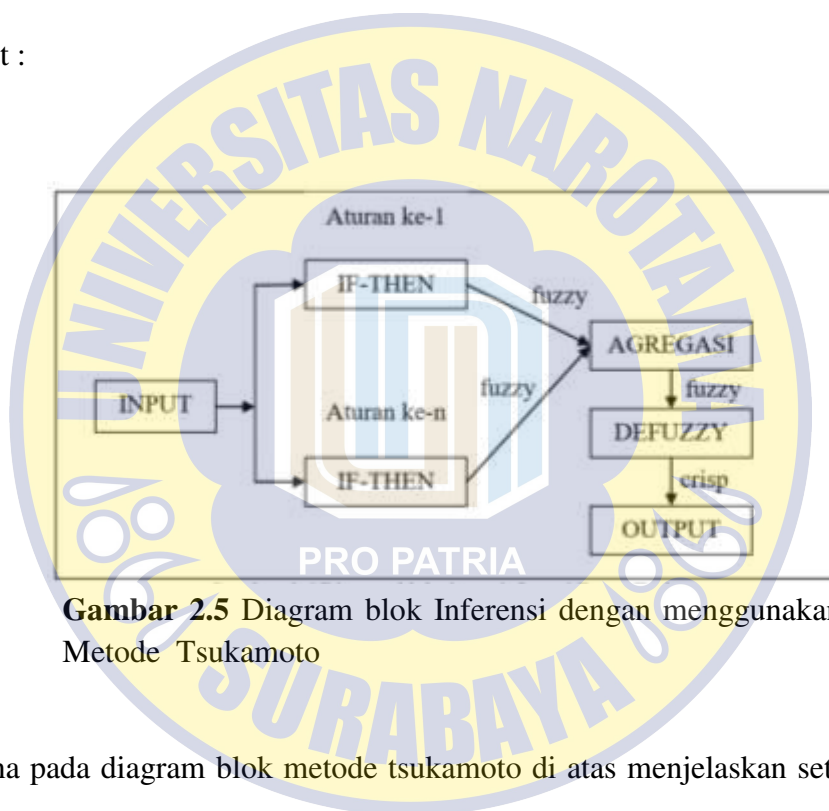 t :
UNIVERSITAS NAROTAMA
Aturan ke-1
IF-THEN
fuzzy
AGREGASI
INPUT
fuzzy
fuzzy
Aturan ke-n
DEFUZZY
IF-THEN
crisp
OUTPUT
PRO PATRIA
Gambar 2.5 Diagram blok Inferensi dengan menggunakan
Metode Tsukamoto
SURABAYA
na pada diagram blok metode tsukamoto di atas menjelaskan set